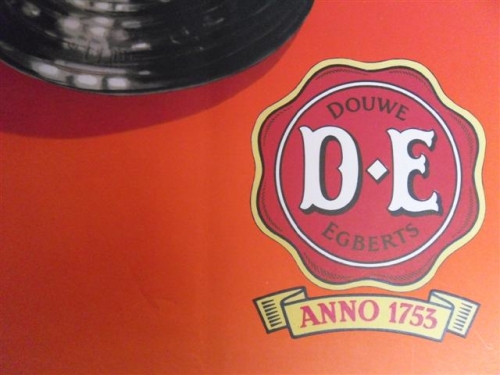 DOUWE
D·E
EGBERTS
ANNO 1753